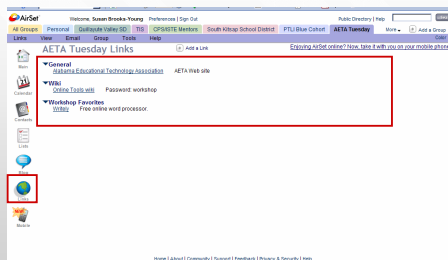 AirSet Welcome, Susan Brooks-Young Preferences | Sign Out Public Directory | Help
All Groups Personal Quillayute Valley SD TIS CPS/ISTE Mentors South Kitsap School District PTLI Blue Cohort AETA Tuesday More Add a Group
Links View Email Group Tools Help Color
AETA Tuesday Links Add a Link Enjoying AirSet online? Now, take it with you on your mobile phone
Main
General
Alabama Educational Technology Association AETA Web site
Calendar
Wiki
Online Tools wiki Password: workshop
Workshop Favorites
Writely Free online word processor.
Contacts
Lists
Blog
Links
Mobile
Home | About | Community | Support | Feedback | Privacy & Security | Help